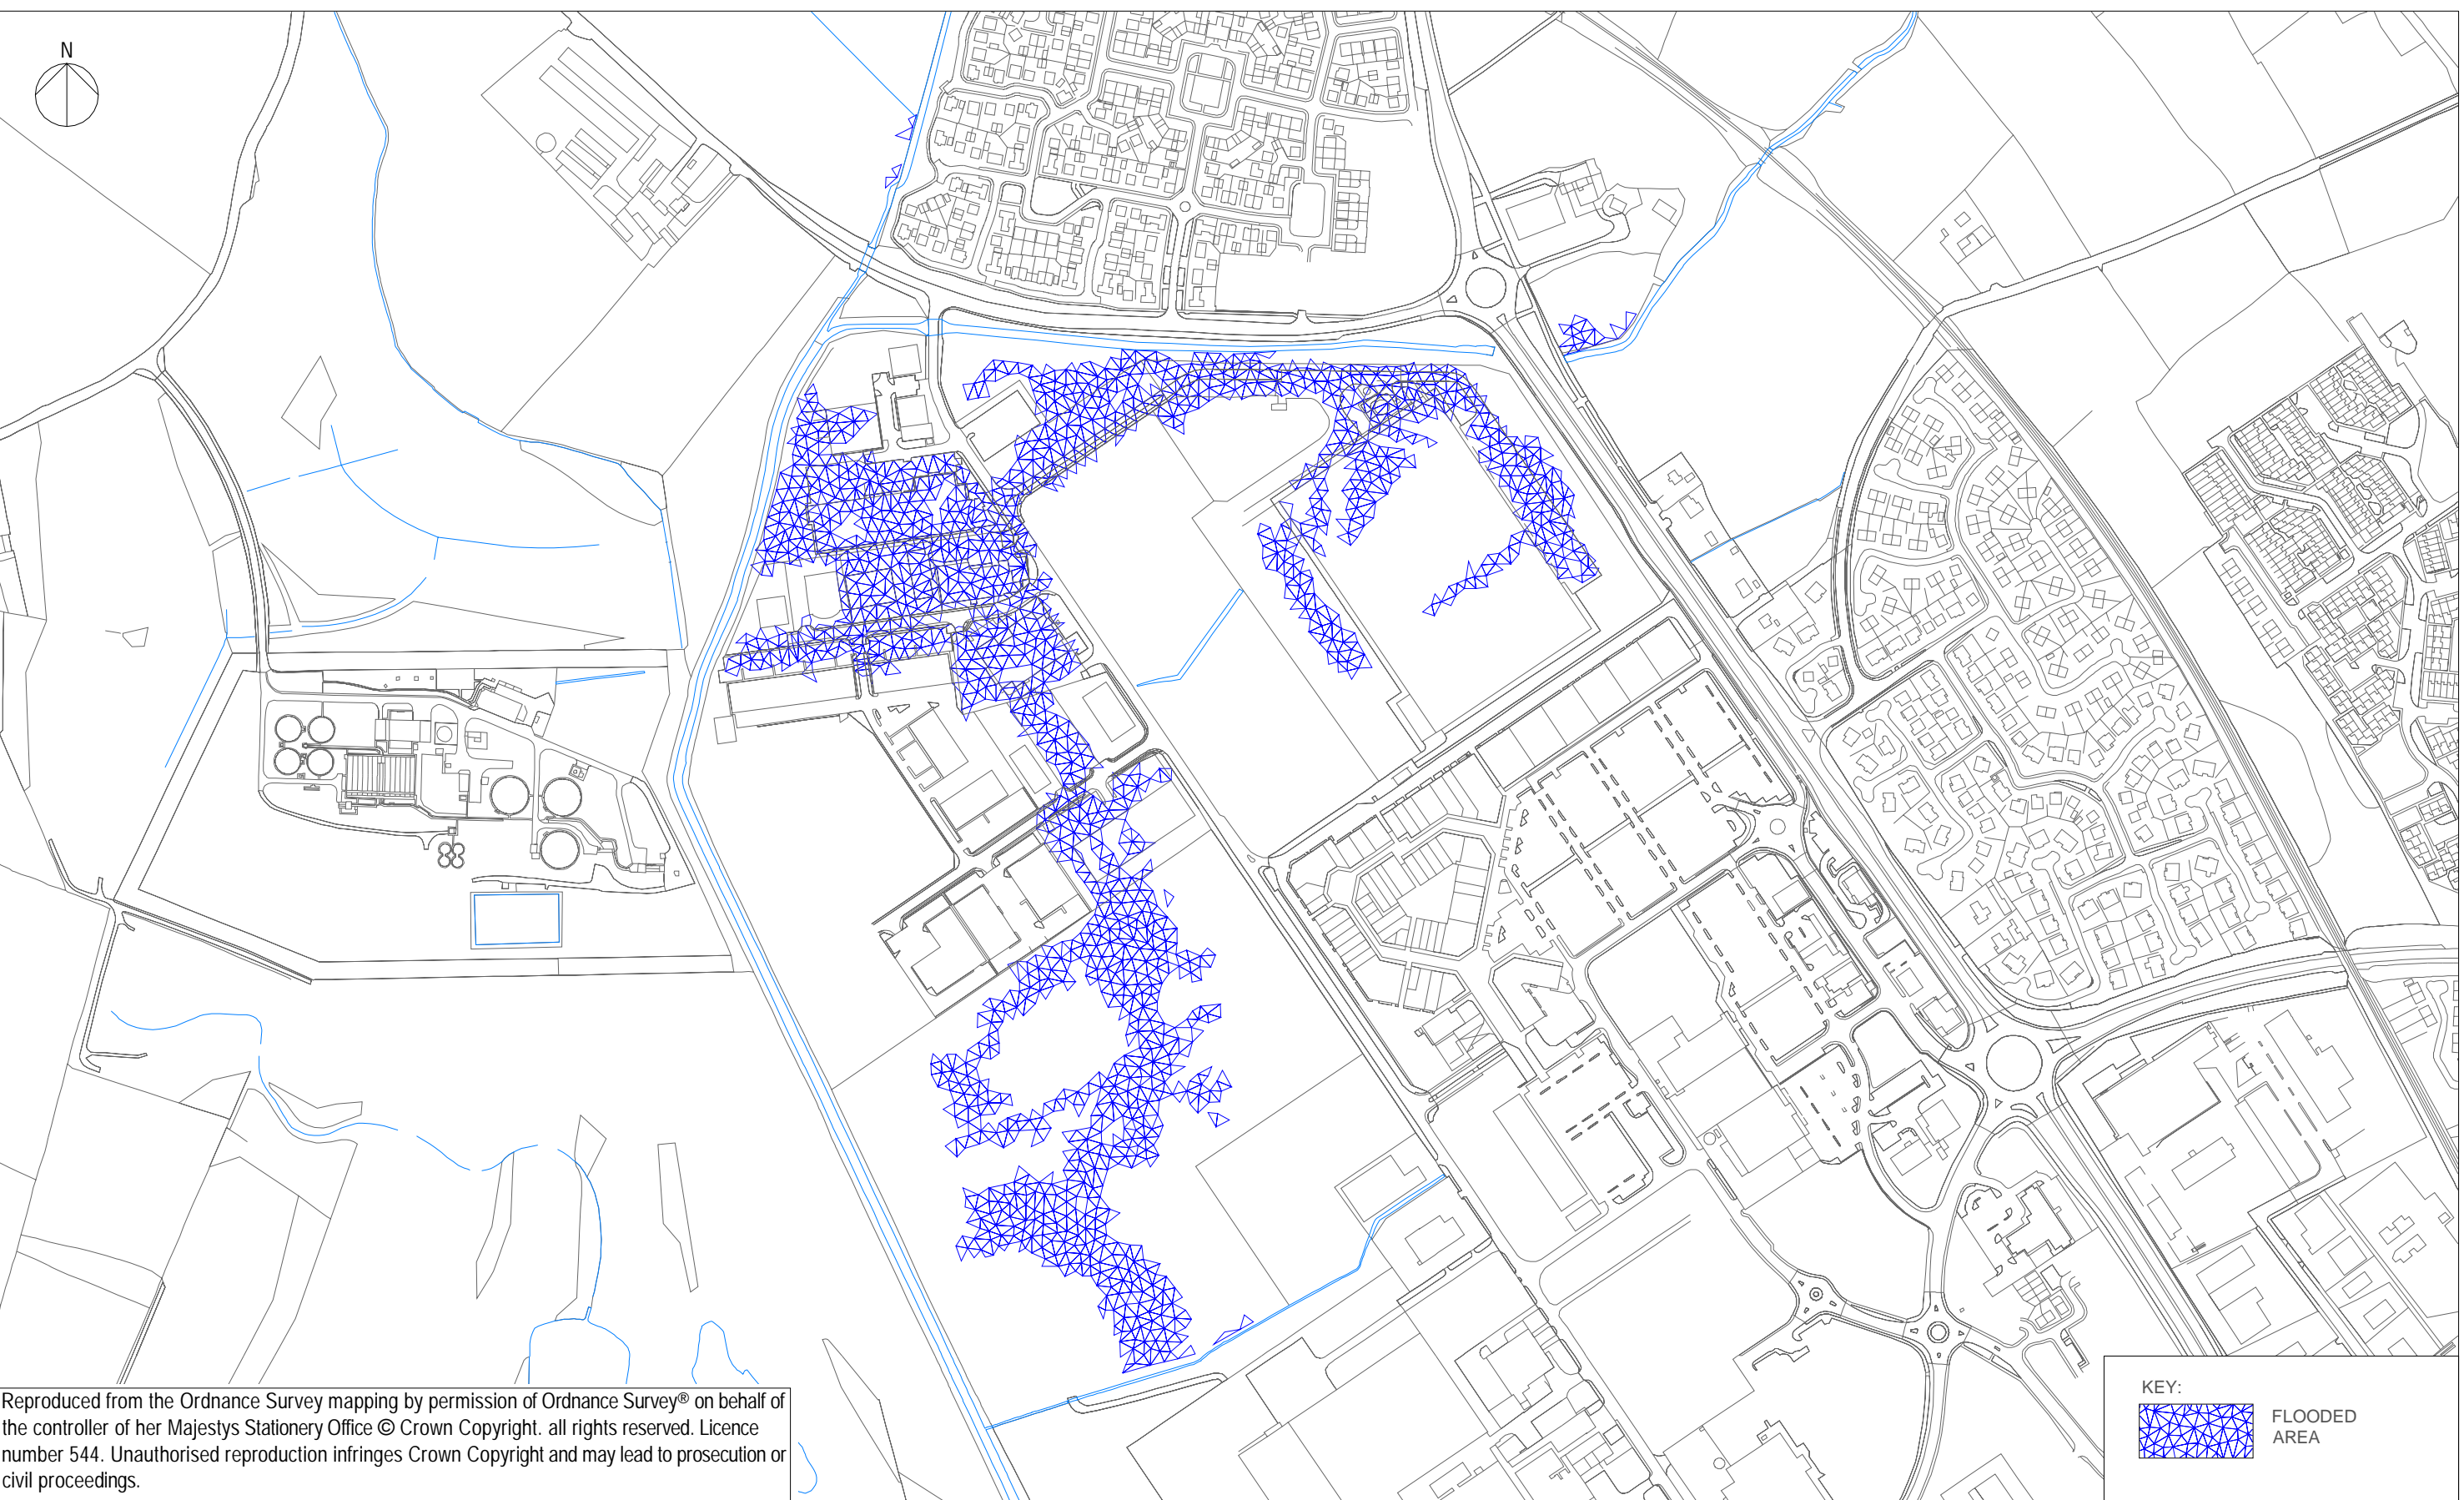 N
Reproduced from the Ordnance Survey mapping by permission of Ordnance Survey® on behalf of
the controller of her Majestys Stationery Office © Crown Copyright. all rights reserved. Licence
number 544. Unauthorised reproduction infringes Crown Copyright and may lead to prosecution or
civil proceedings.
KEY:
FLOODED
AREA